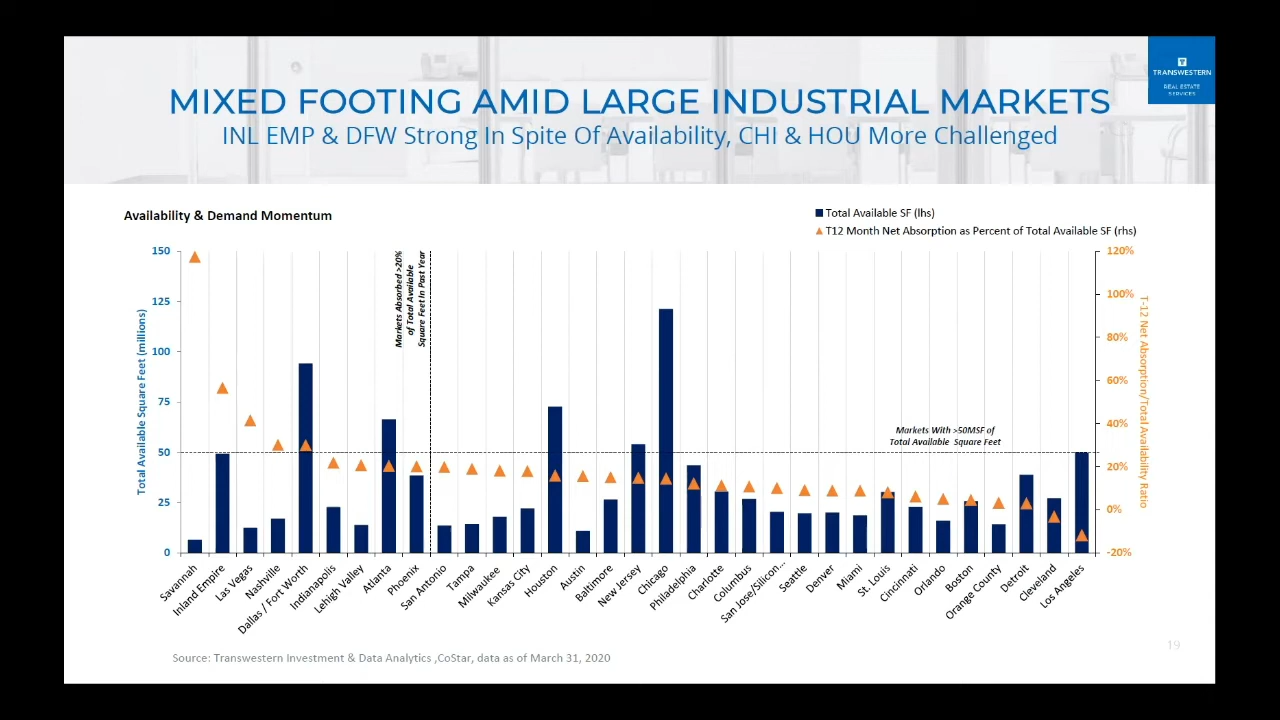 MIXED FOOTING AMID LARGE INDUSTRIAL MARKETS
INL EMP & DFW Strong In Spite Of Availability, CHI & HOU More Challenged
TRANSWESTERN
REAL ESTATE
SERVICES
Availability & Demand Momentum
Total Available SF (lhs)
T12 Month Net Absorption as Percent of Total Available SF (rhs)
Total Available Square Feet (millions)
150
125
100
75
50
25
0
Markets Absorbed >20%
of Total Available
Square Feet In Past Year
Markets With >50MSF of
Total Available Square Feet
120%
100%
80%
60%
40%
20%
0%
-20%
T-12 Net Absorption/Total Availability Ratio
Savannah
Inland Empire
Las Vegas
Nashville
Dallas / Fort Worth
Indianapolis
Lehigh Valley
Atlanta
Phoenix
San Antonio
Tampa
Milwaukee
Kansas City
Houston
Austin
Baltimore
New Jersey
Chicago
Philadelphia
Charlotte
Columbus
San Jose/Silicon...
Seattle
Denver
Miami
St. Louis
Cincinnati
Orlando
Boston
Orange County
Detroit
Cleveland
Los Angeles
Source: Transwestern Investment & Data Analytics ,CoStar, data as of March 31, 2020
19